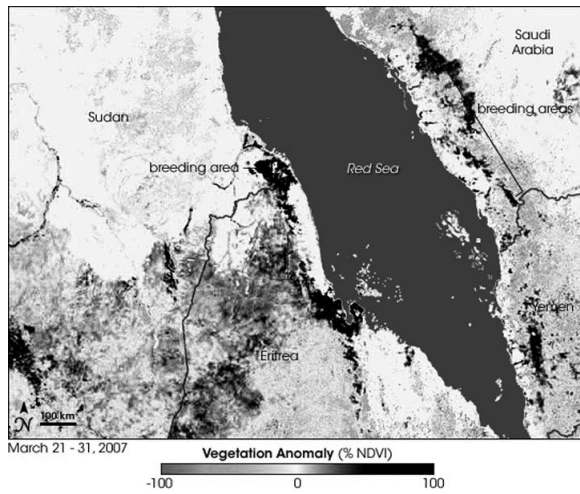 Saudi
Arabia
Sudan
breeding areas
breeding area
Red Sea
Yemen
Eritrea
N
100 km
March 21 - 31, 2007
Vegetation Anomaly (% NDVI)
-100 0 100